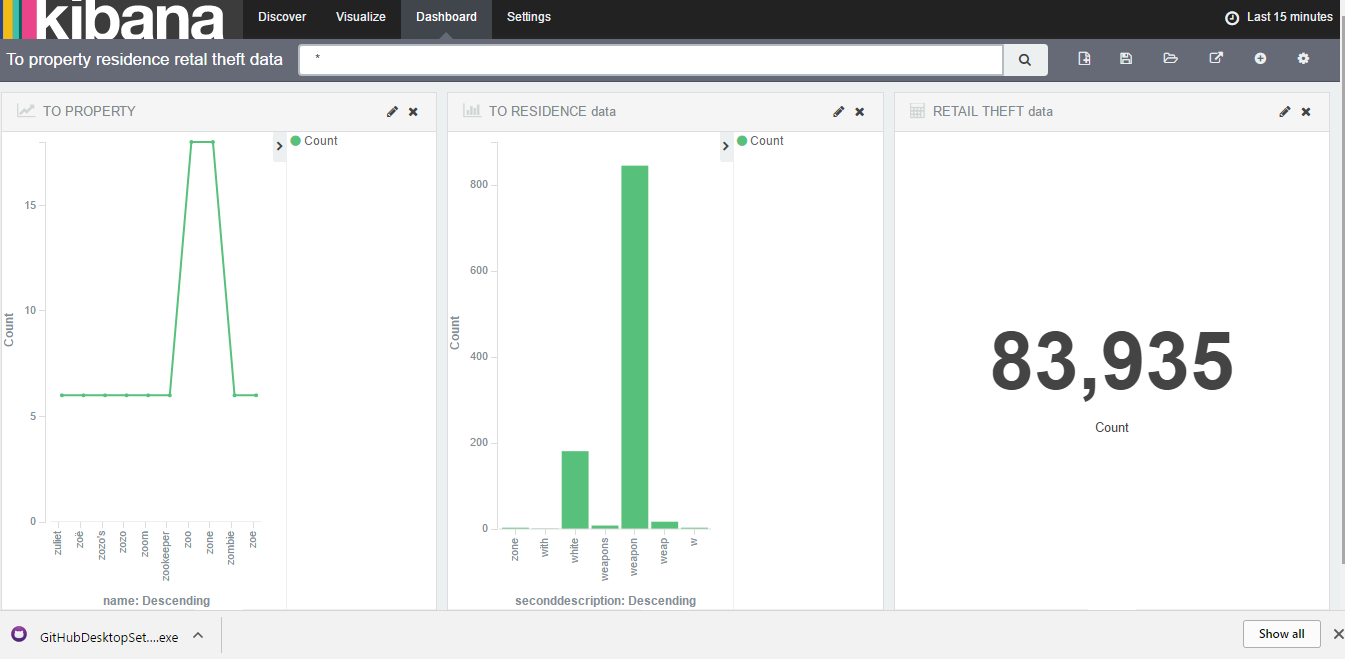 kibana
Discover Visualize Dashboard Settings Last 15 minutes
To property residence retal theft data *
TO PROPERTY
Count
15
10
5
0
Count
zuliet zoë zozo's zozo zoom zookeeper zoo zone zombie zoe
name: Descending
TO RESIDENCE data
Count
800
600
400
200
0
Count
zone with white weapons weapon weap w
seconddescription: Descending
RETAIL THEFT data
83,935
Count
GitHubDesktopSet....exe Show all